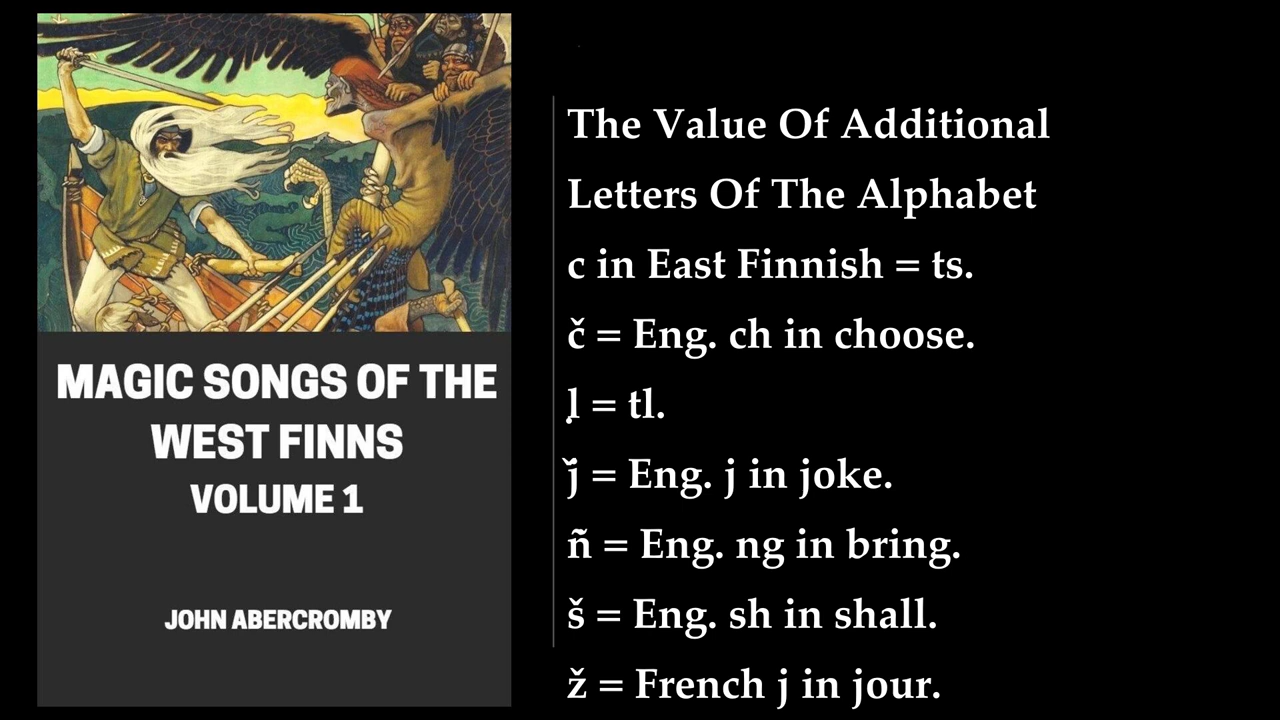 MAGIC SONGS OF THE
WEST FINNS
VOLUME 1
JOHN ABERCROMBY
The Value Of Additional
Letters Of The Alphabet
c in East Finnish = ts.
č = Eng. ch in choose.
ḷ = tl.
ǰ = Eng. j in joke.
ñ = Eng. ng in bring.
š = Eng. sh in shall.
ž = French j in jour.